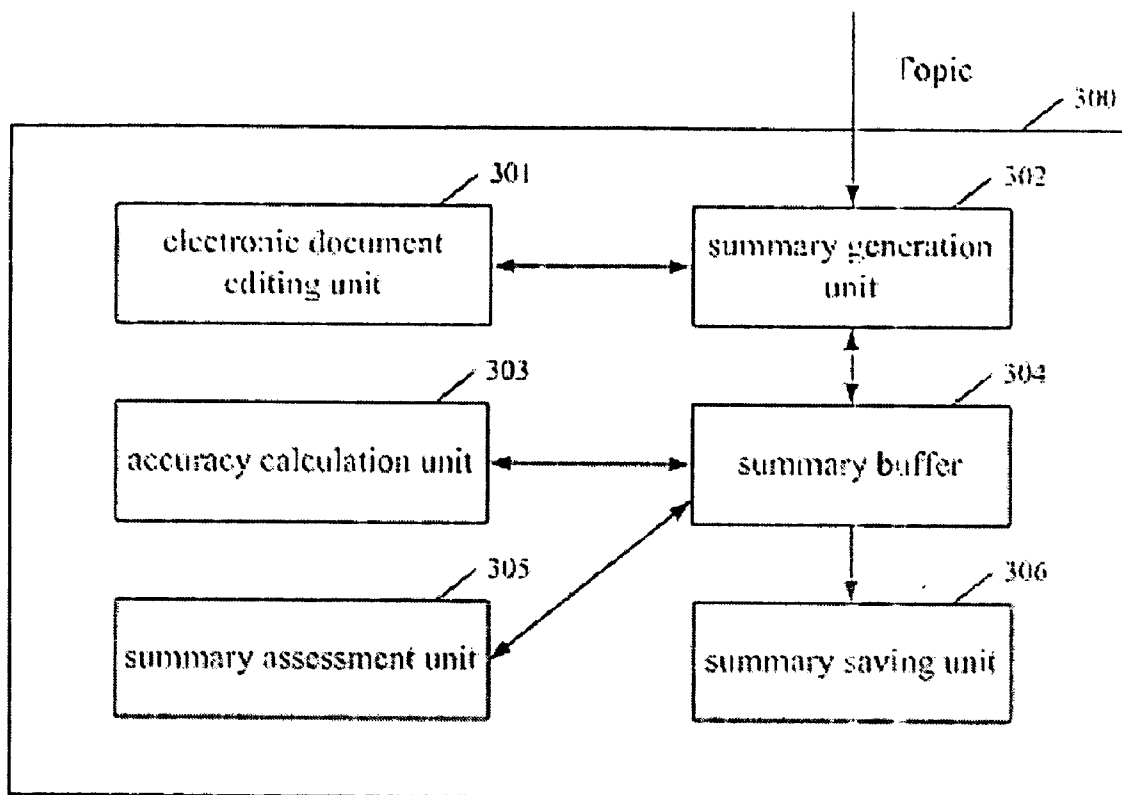 Topic
300
301
302
electronic document
editing unit
summary generation
unit
303
304
accuracy calculation unit
summary buffer
305
306
summary assessment unit
summary saving unit